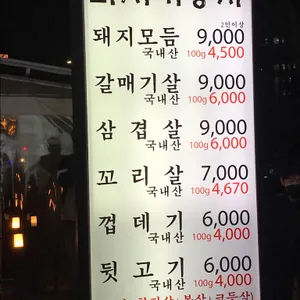 돼지모듬 9,000
2인이상
국내산 100g 4,500
갈매기살 9,000
국내산 100g 6,000
삼겹살 9,000
국내산 100g 6,000
꼬리살 7,000
국내산 100g 4,670
껍데기 6,000
국내산 100g 4,000
뒷고기 6,000
국내산 100g 4,000